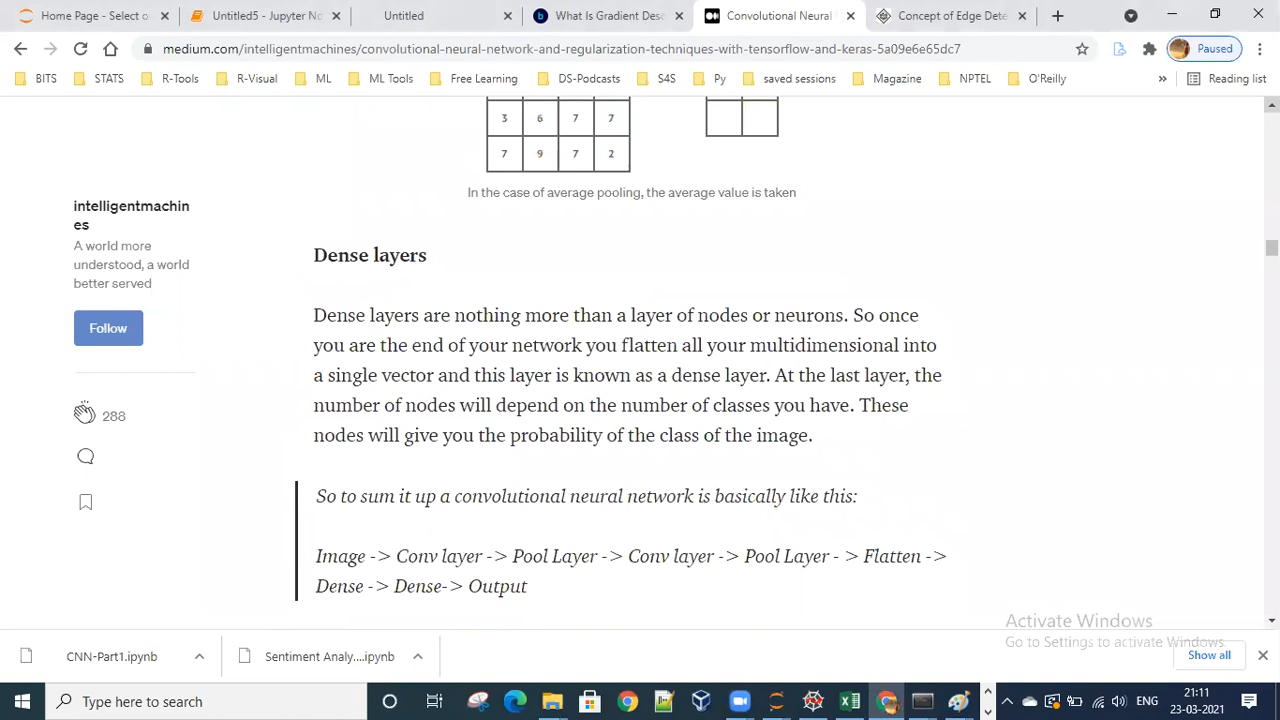 Home Page - Select o
Untitled5 - Jupyter No
Untitled
What Is Gradient Desc
Convolutional Neural
Concept of Edge Dete
medium.com/intelligentmachines/convolutional-neural-network-and-regularization-techniques-with-tensorflow-and-keras-5a09e6e65dc7
Paused
BITS
STATS
R-Tools
R-Visual
ML
ML Tools
Free Learning
DS-Podcasts
S4S
Py
saved sessions
Magazine
NPTEL
O'Reilly
»
Reading list
3 6 7 7
7 9 7 2
In the case of average pooling, the average value is taken
intelligentmachin
es
A world more
understood, a world
better served
Follow
288
Dense layers
Dense layers are nothing more than a layer of nodes or neurons. So once
you are the end of your network you flatten all your multidimensional into
a single vector and this layer is known as a dense layer. At the last layer, the
number of nodes will depend on the number of classes you have. These
nodes will give you the probability of the class of the image.
So to sum it up a convolutional neural network is basically like this:
Image -> Conv layer -> Pool Layer -> Conv layer -> Pool Layer - > Flatten ->
Dense -> Dense-> Output
Activate Windows
Go to Settings to activate Windows.
CNN-Part1.ipynb
Sentiment Analy....ipynb
Show all
Type here to search
ENG
21:11
23-03-2021